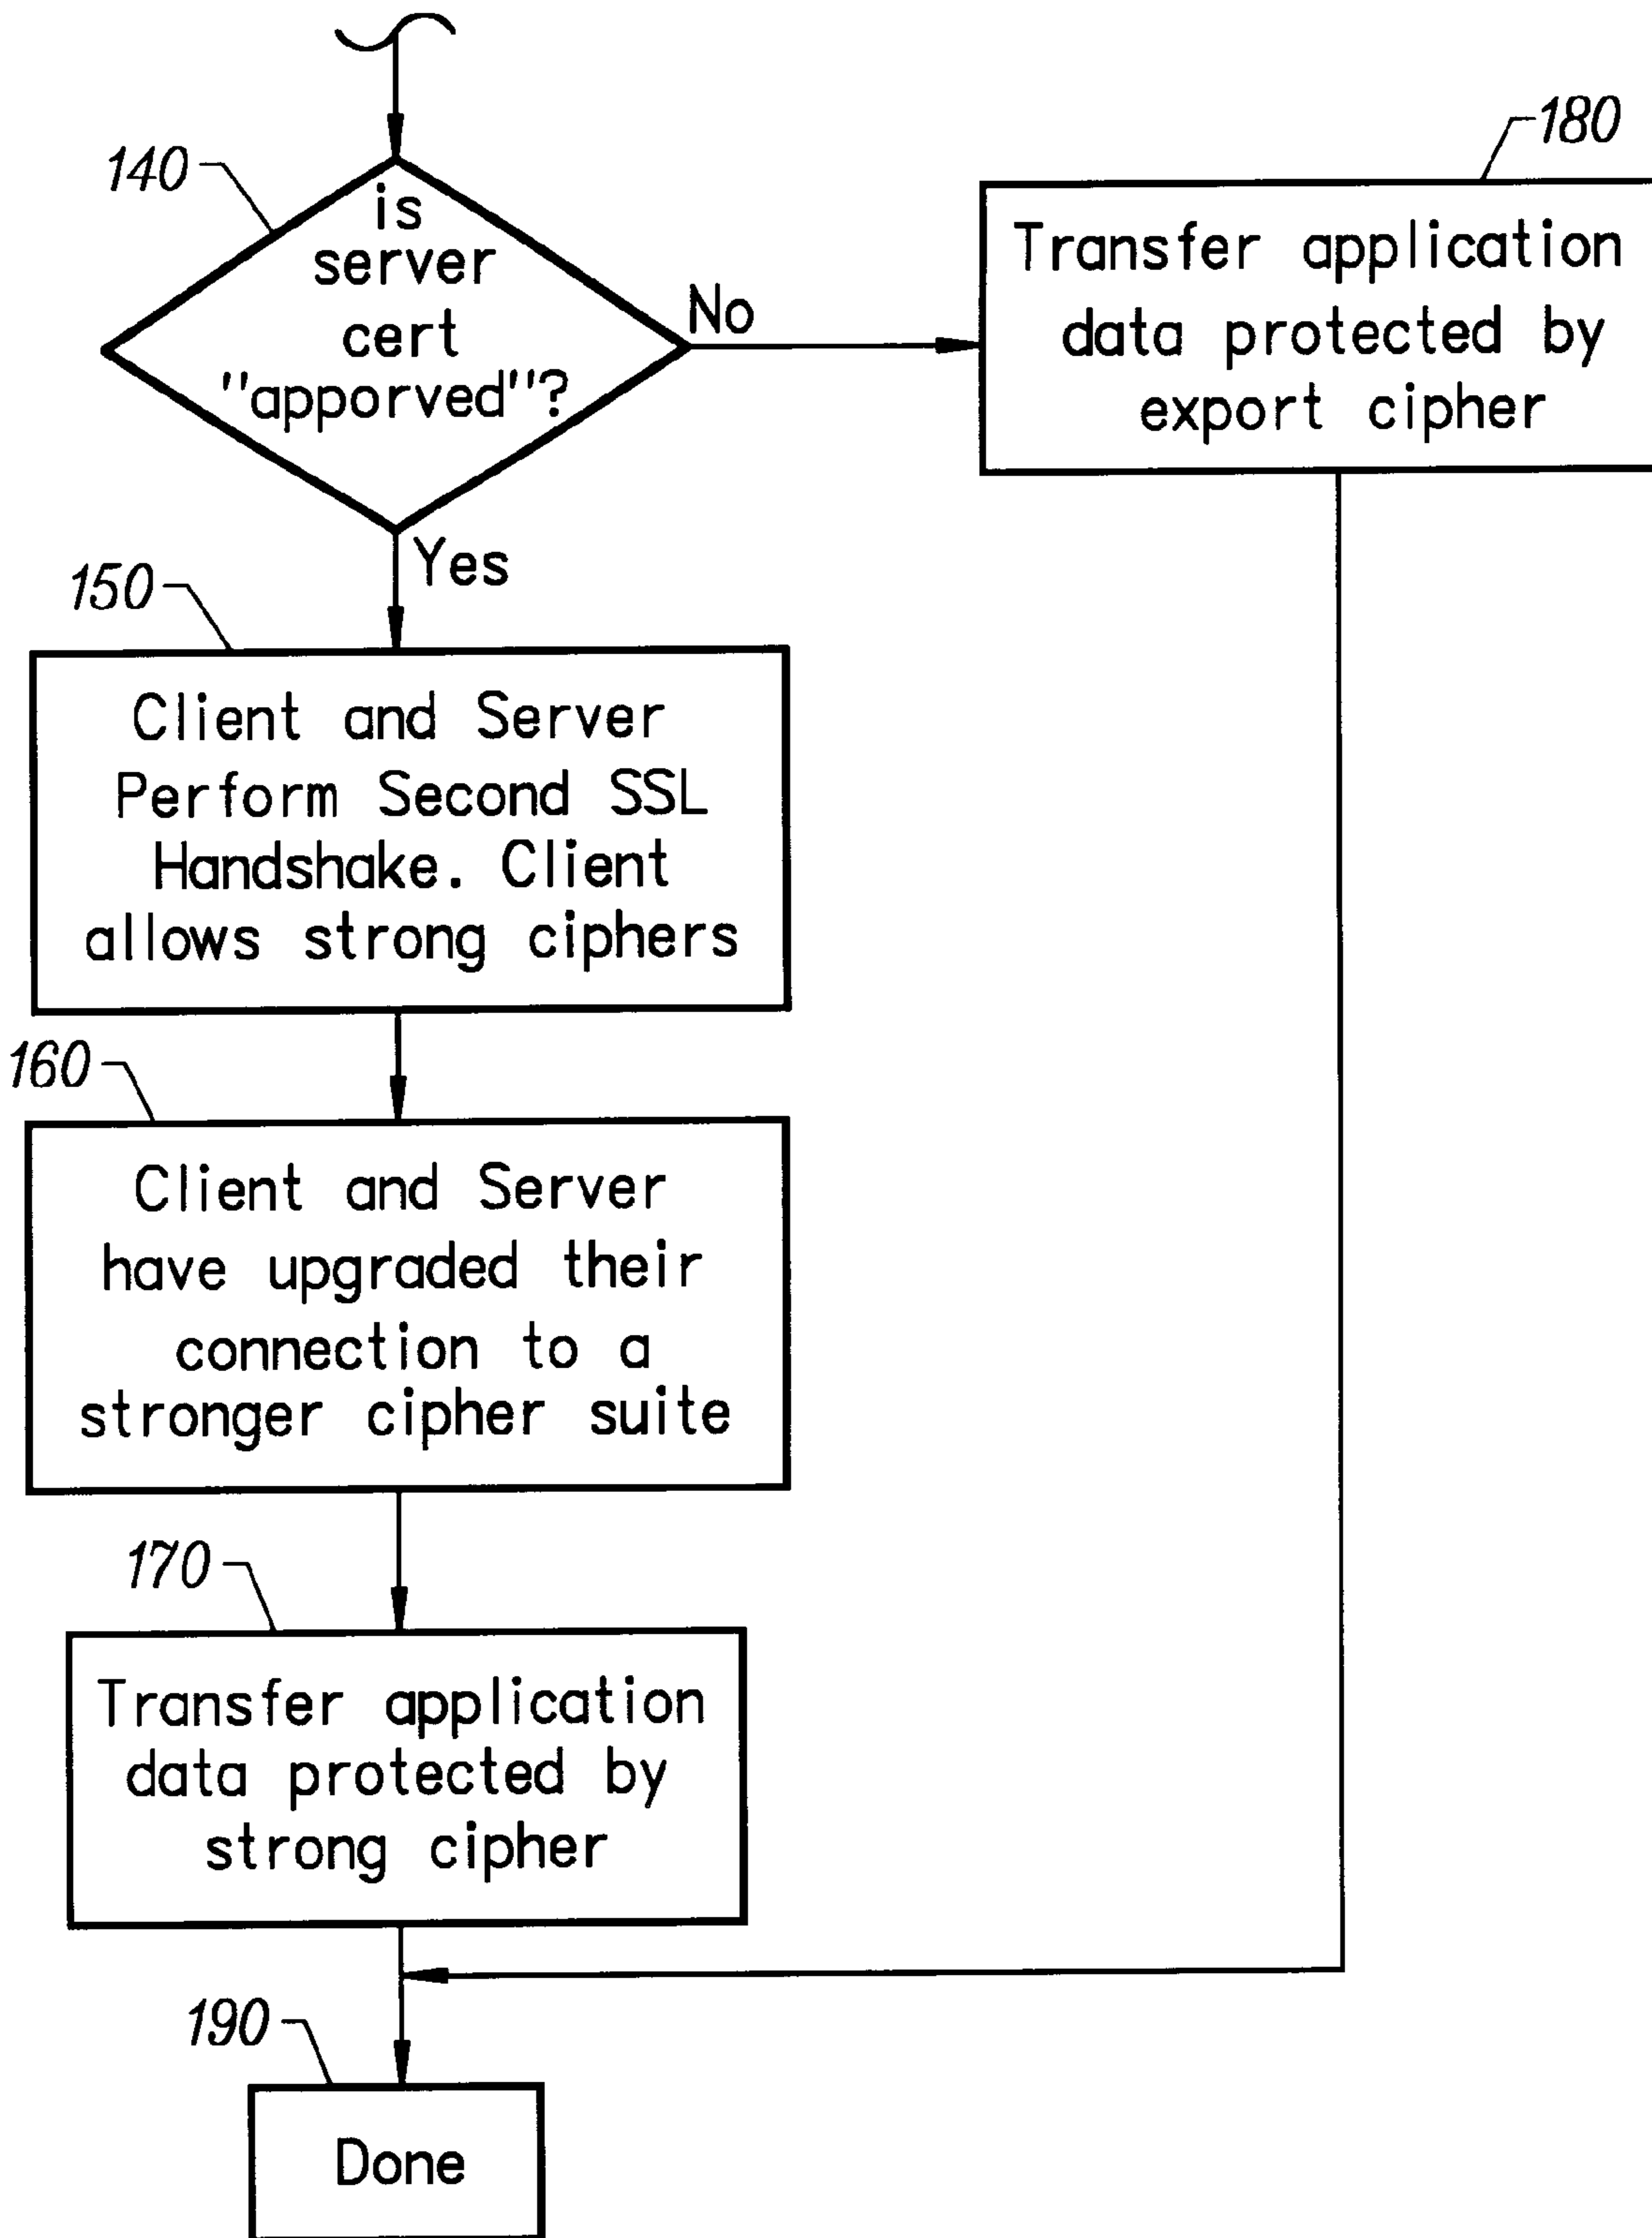 140
is
server
cert
"apporved"?
No
Yes
180
Transfer application
data protected by
export cipher
150
Client and Server
Perform Second SSL
Handshake. Client
allows strong ciphers
160
Client and Server
have upgraded their
connection to a
stronger cipher suite
170
Transfer application
data protected by
strong cipher
190
Done